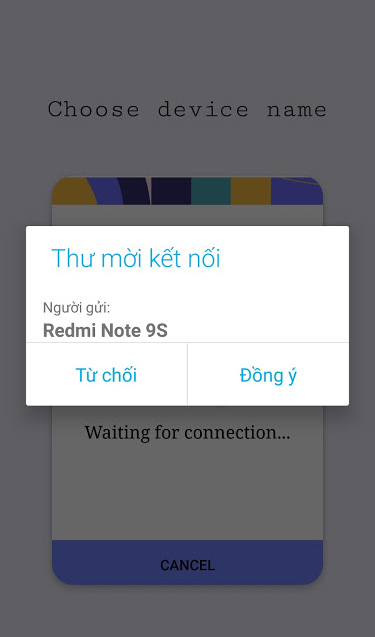 Choose device name
Thư mời kết nối
Người gửi:
Redmi Note 9S
Từ chối
Đồng ý
Waiting for connection...
CANCEL